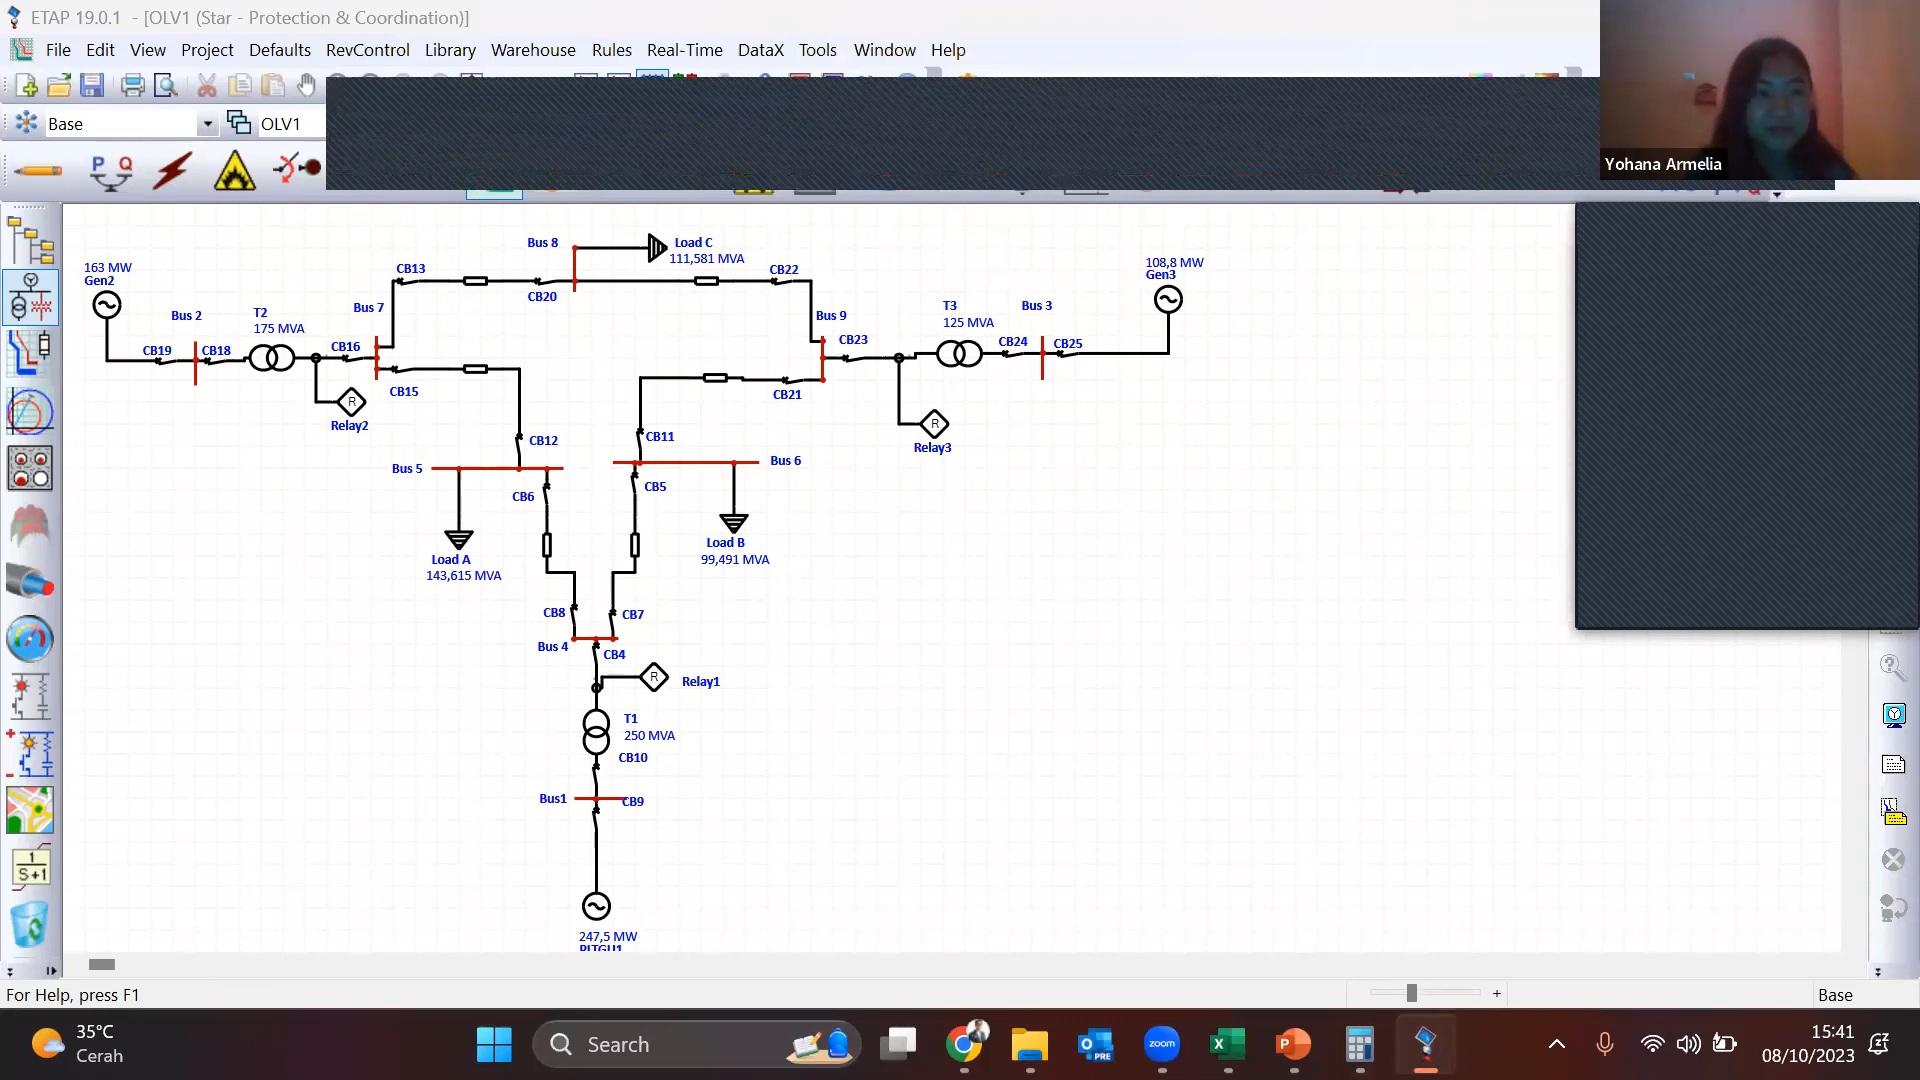 ETAP 19.0.1 - [OLV1 (Star - Protection & Coordination)]
File Edit View Project Defaults RevControl Library Warehouse Rules Real-Time DataX Tools Window Help
Base OLV1
P Q
Yohana Armelia
Bus 8
Load C
111,581 MVA
163 MW
Gen2
CB13
CB20
CB22
108,8 MW
Gen3
Bus 2
T2
175 MVA
Bus 7
Bus 9
T3
125 MVA
Bus 3
CB19
CB18
CB16
CB23
CB24
CB25
CB15
CB21
R
Relay2
R
Relay3
CB12
CB11
Bus 5
Bus 6
CB6
CB5
Load A
143,615 MVA
Load B
99,491 MVA
CB8
CB7
Bus 4
CB4
R
Relay1
T1
250 MVA
CB10
Bus1
CB9
247,5 MW
1
S+1
For Help, press F1
Base
35°C
Cerah
Search
PRE
zoom
15:41
08/10/2023